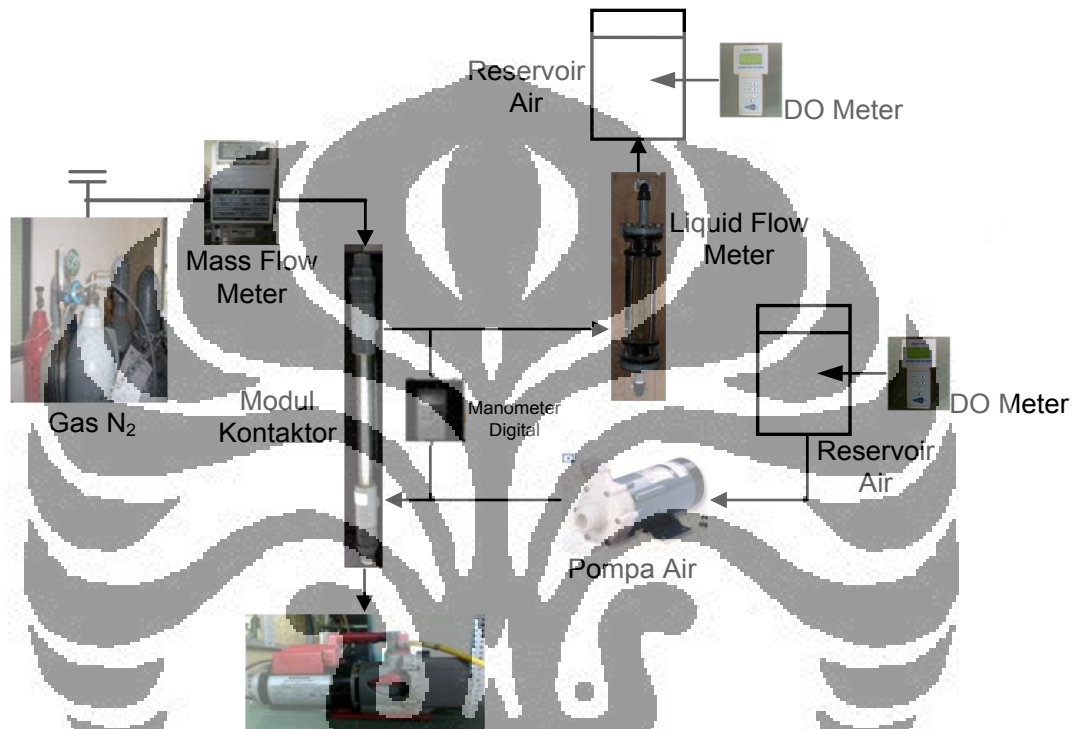 Reservoir
Air
DO Meter
Mass Flow
Meter
Liquid Flow
Meter
Gas N₂
Modul
Kontaktor
Manometer
Digital
DO Meter
Reservoir
Air
Pompa Air